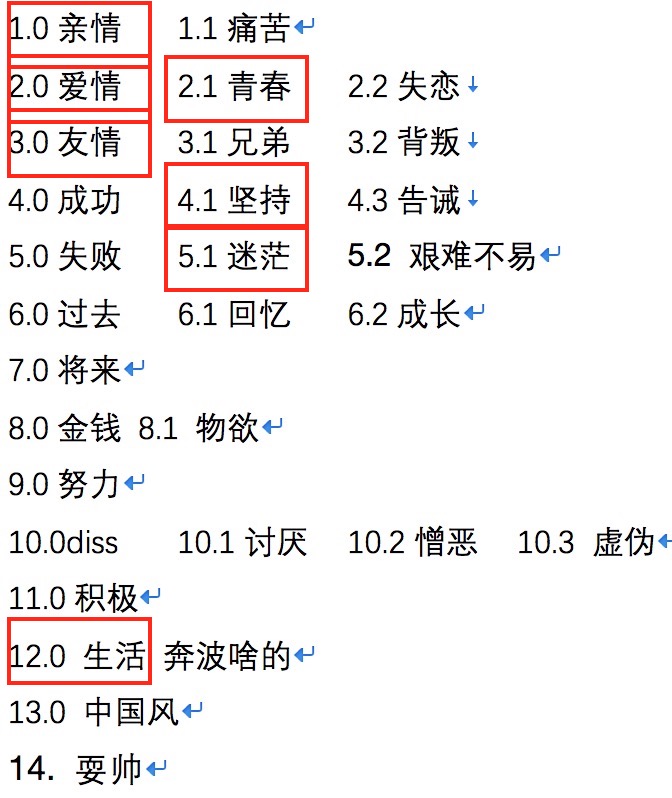 1.0 亲情 1.1 痛苦
2.0 爱情 2.1 青春 2.2 失恋
3.0 友情 3.1 兄弟 3.2 背叛
4.0 成功 4.1 坚持 4.3 告诫
5.0 失败 5.1 迷茫 5.2 艰难不易
6.0 过去 6.1 回忆 6.2 成长
7.0 将来
8.0 金钱 8.1 物欲
9.0 努力
10.0diss 10.1 讨厌 10.2 憎恶 10.3 虚伪
11.0 积极
12.0 生活 奔波啥的
13.0 中国风
14. 耍帅